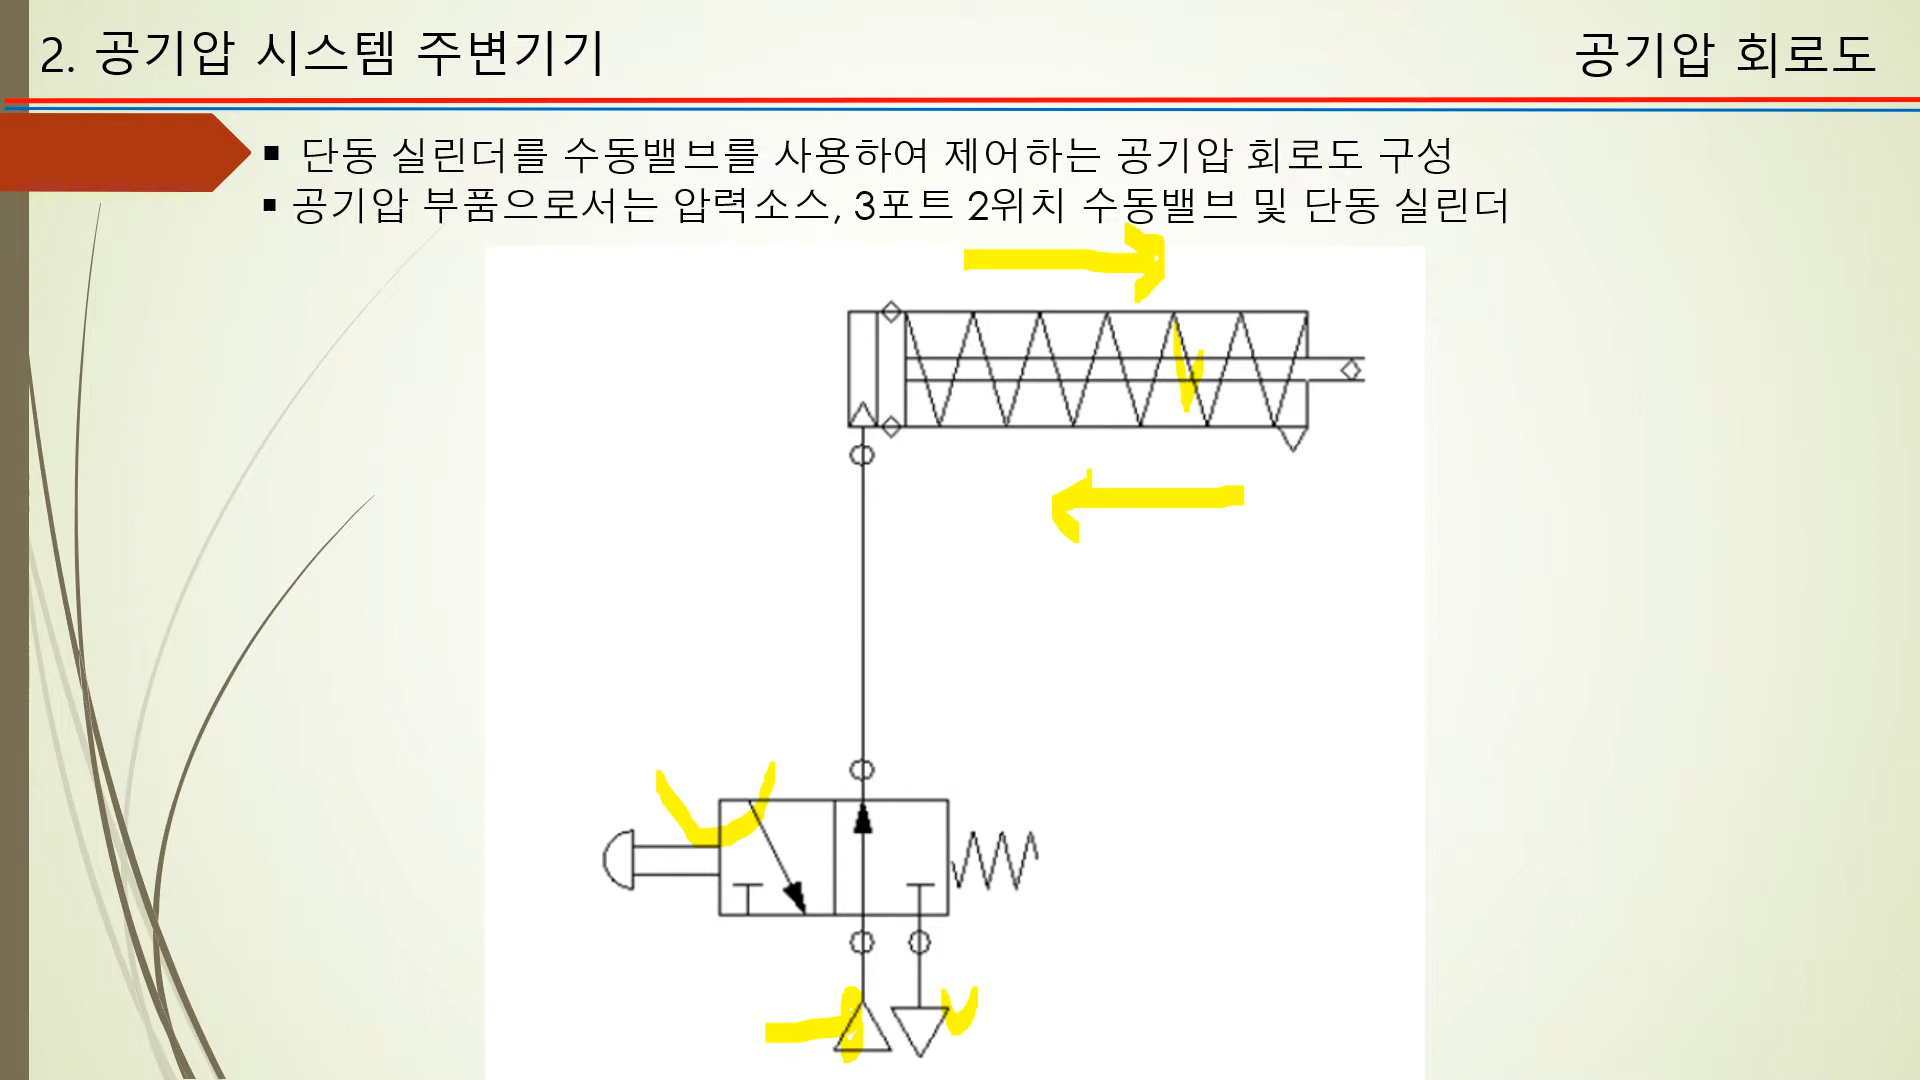 2. 공기압 시스템 주변기기
공기압 회로도
▪ 단동 실린더를 수동밸브를 사용하여 제어하는 공기압 회로도 구성
▪ 공기압 부품으로서는 압력소스, 3포트 2위치 수동밸브 및 단동 실린더